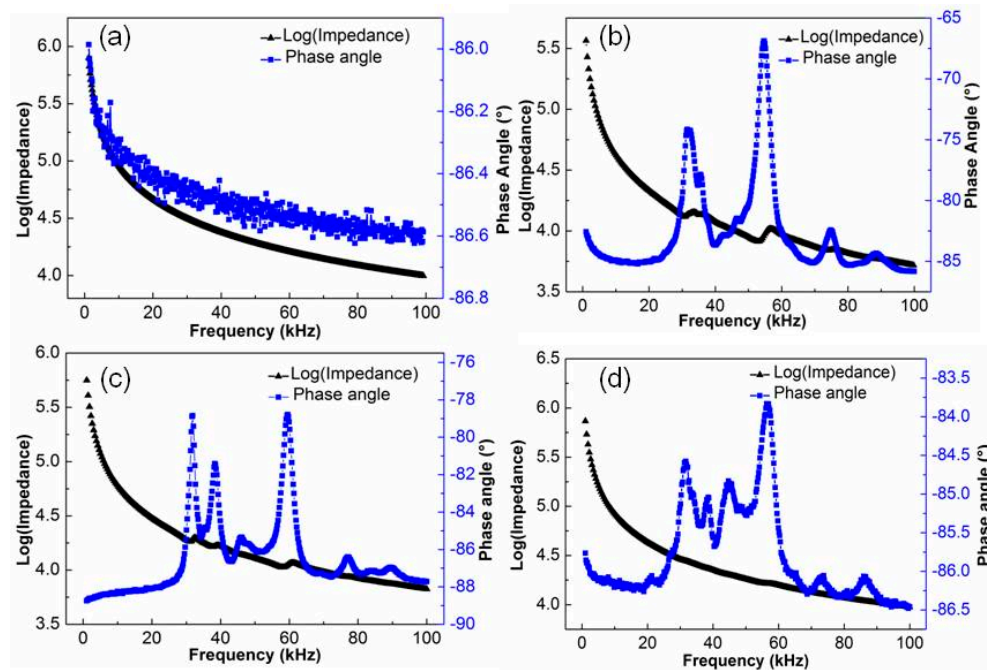 (a)
Log(Impedance)
Phase angle
6.0
5.5
5.0
4.5
4.0
-86.0
-86.2
-86.4
-86.6
-86.8
0 20 40 60 80 100
Log(Impedance)
Phase Angle (°)
Frequency (kHz)
(b)
Log(Impedance)
Phase angle
5.5
5.0
4.5
4.0
3.5
-65
-70
-75
-80
-85
0 20 40 60 80 100
Log(Impedance)
Phase Angle (°)
Frequency (kHz)
(c)
Log(Impedance)
Phase angle
6.0
5.5
5.0
4.5
4.0
3.5
-76
-78
-79
-82
-84
-86
-88
-90
0 20 40 60 80 100
Log(Impedance)
Phase angle (°)
Frequency (kHz)
(d)
Log(Impedance)
Phase angle
6.5
6.0
5.5
5.0
4.5
4.0
-83.5
-84.0
-84.5
-85.0
-85.5
-86.0
-86.5
0 20 40 60 80 100
Log(Impedance)
Phase angle (°)
Frequency (kHz)